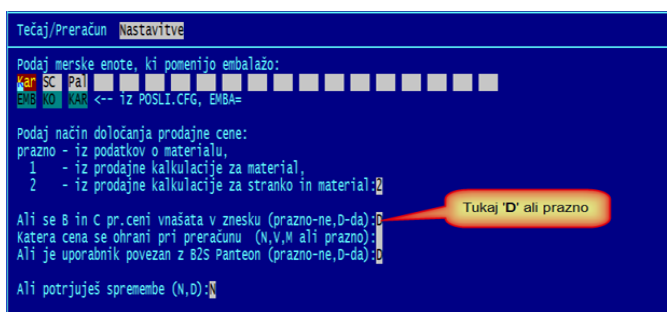 Tečaj/Preračun Nastavitve
Podaj merske enote, ki pomenijo embalažo:
Kar SC Pal
EMB KO KAR <-- iz POSLI.CFG, EMBA=
Podaj način določanja prodajne cene:
prazno - iz podatkov o materialu,
1 - iz prodajne kalkulacije za material,
2 - iz prodajne kalkulacije za stranko in material:2
Ali se B in C pr.ceni vnašata v znesku (prazno-ne,D-da):D
Tukaj 'D' ali prazno
Katera cena se ohrani pri preračunu (N,V,M ali prazno):
Ali je uporabnik povezan z B2S Panteon (prazno-ne,D-da):D
Ali potrjuješ spremembe (N,D):N